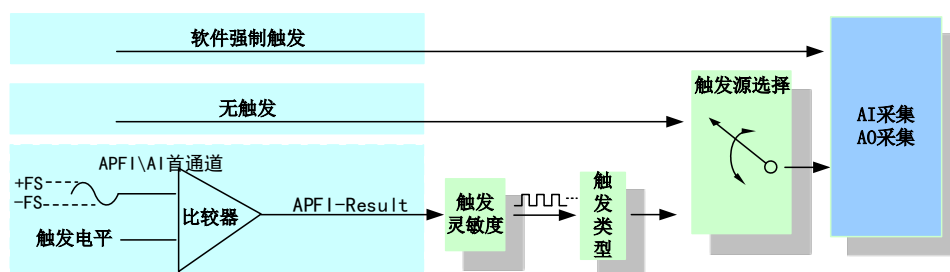 软件强制触发
无触发
触发源选择
AI采集
AO采集
APFI\AI首通道
+FS
-FS
比较器
触发电平
APFI-Result
触发
灵敏度
触
发
类
型